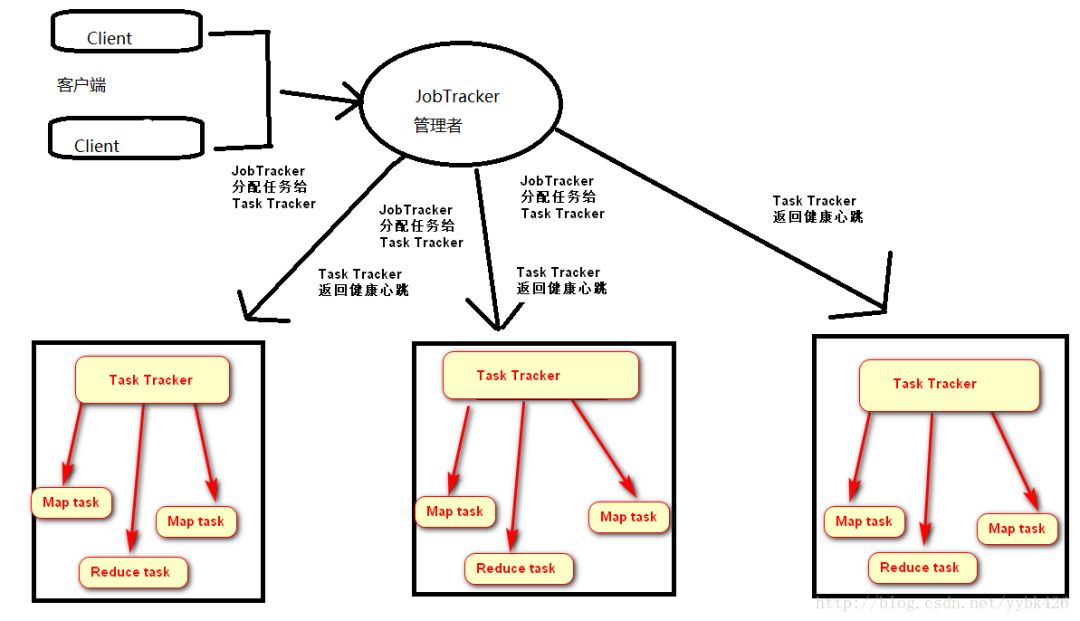 Client
客户端
Client
JobTracker
管理者
JobTracker
分配任务给
Task Tracker
JobTracker
分配任务给
Task Tracker
JobTracker
分配任务给
Task Tracker
Task Tracker
返回健康心跳
Task Tracker
返回健康心跳
Task Tracker
返回健康心跳
Task Tracker
Map task
Map task
Reduce task
Task Tracker
Map task
Map task
Reduce task
Task Tracker
Map task
Map task
Reduce task
http://blog.csdn.net/yybk426